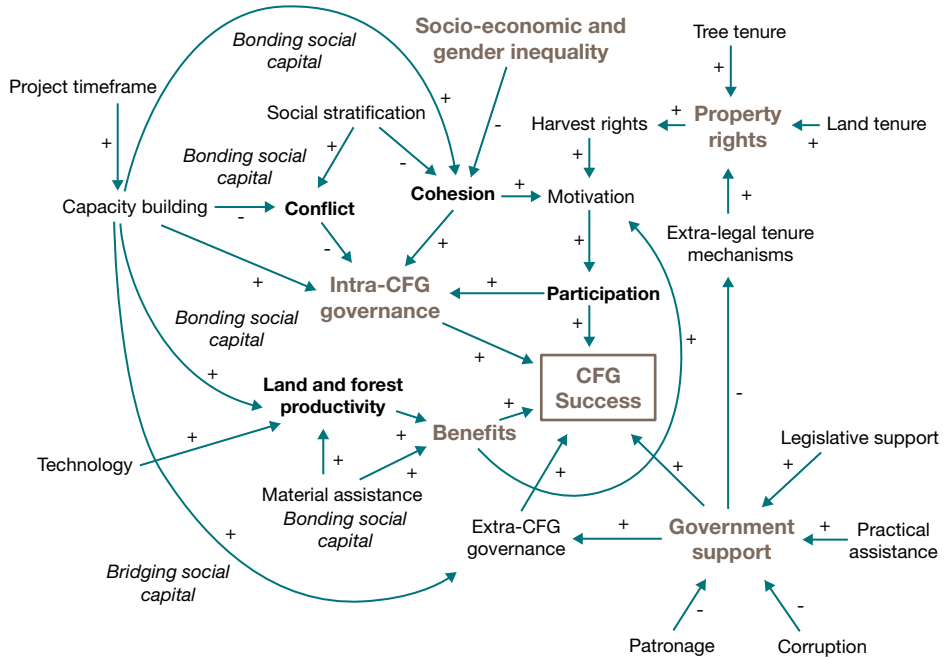 Bonding social
capital
Socio-economic and
gender inequality
Tree tenure
+
Project timeframe
+
Social stratification
+
-
+
-
Harvest rights
+
Property
rights
Land tenure
+
+
Bonding social
capital
-
Cohesion
+
Motivation
+
Capacity building
-
Conflict
-
+
+
Extra-legal tenure
mechanisms
+
Intra-CFG
governance
+
Participation
+
Bonding social
capital
+
+
CFG
Success
+
-
Land and forest
productivity
+
+
Benefits
+
Legislative support
+
Technology
+
+
+
+
+
Material assistance
Bonding social
capital
Extra-CFG
governance
+
Government
support
+
Practical
assistance
+
Bridging social
capital
-
-
Patronage
Corruption